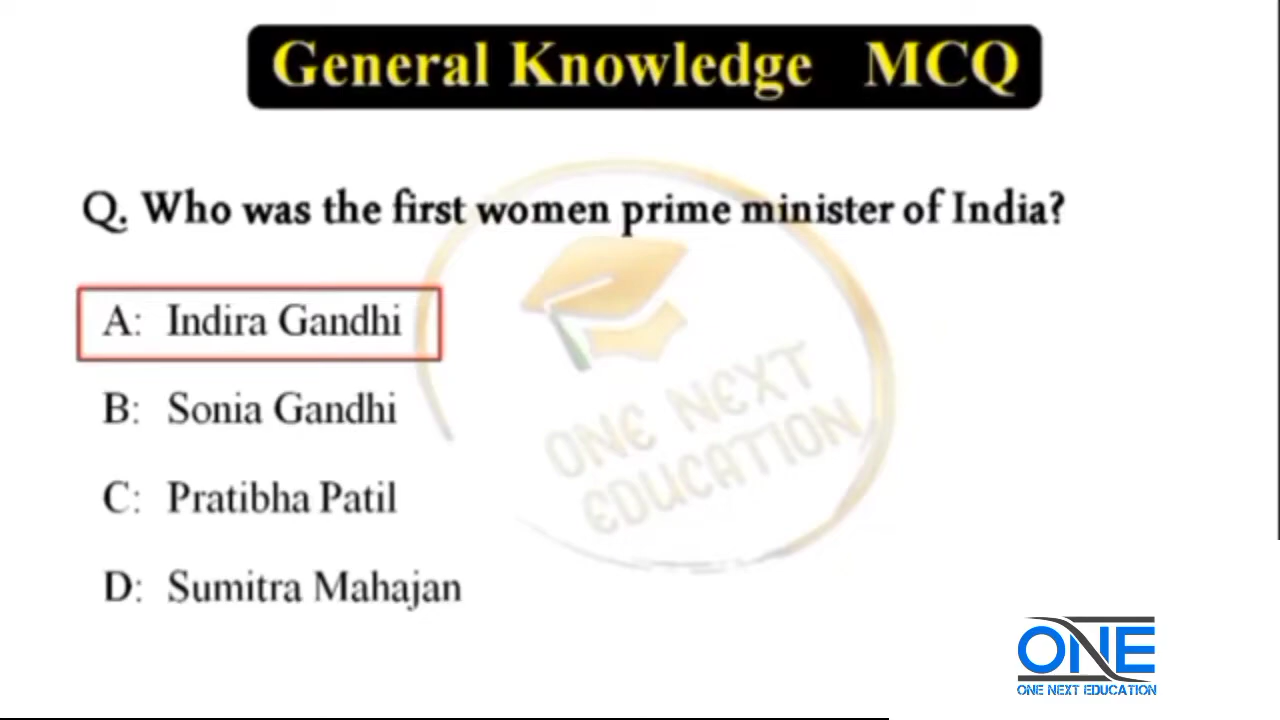 General Knowledge MCQ
Q. Who was the first women prime minister of India?
A: Indira Gandhi
B: Sonia Gandhi
C: Pratibha Patil
D: Sumitra Mahajan
ONE NEXT
EDUCATION
ONE
ONE NEXT EDUCATION